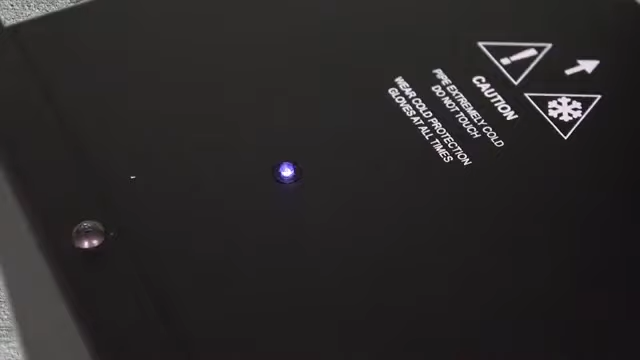 CAUTION
PIPE EXTREMELY COLD
DO NOT TOUCH
WEAR COLD PROTECTION
GLOVES AT ALL TIMES